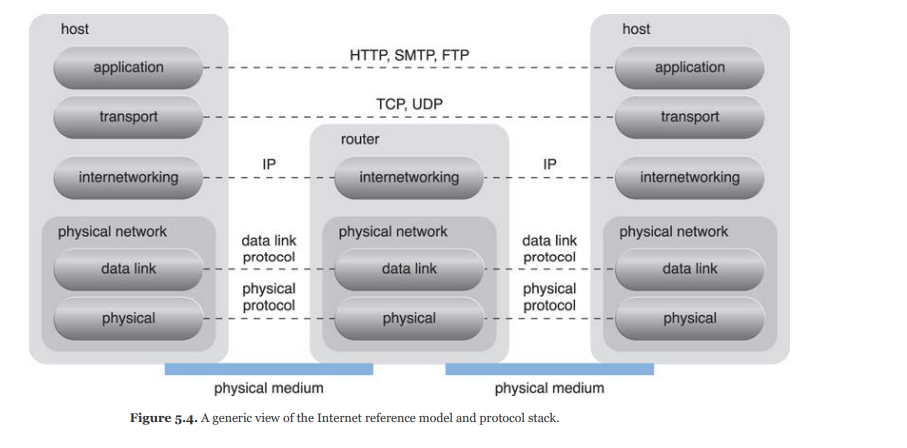 host
host
application
HTTP, SMTP, FTP
application
transport
TCP, UDP
transport
router
internetworking
IP
internetworking
IP
internetworking
physical network
physical network
physical network
data link
data link
protocol
data link
data link
protocol
data link
physical
physical
protocol
physical
physical
protocol
physical
physical medium
physical medium
Figure 5.4. A generic view of the Internet reference model and protocol stack.